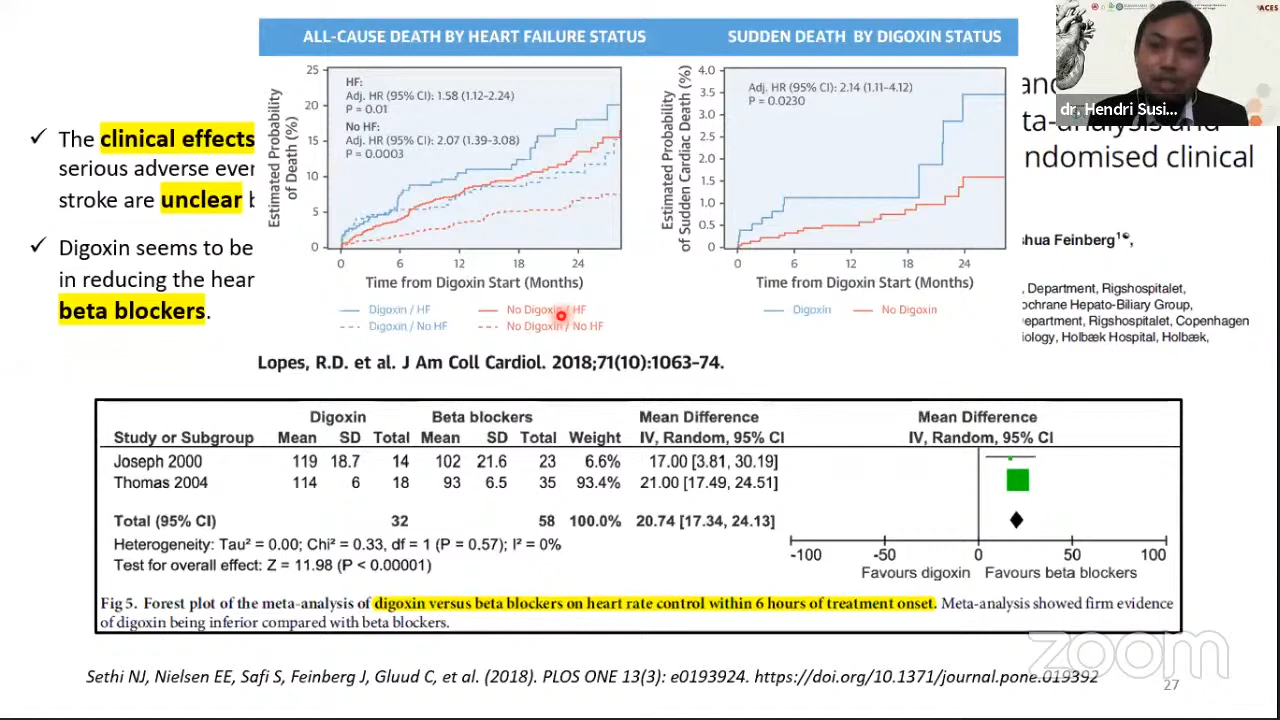 ALL-CAUSE DEATH BY HEART FAILURE STATUS
SUDDEN DEATH BY DIGOXIN STATUS
Estimated Probability
of Death (%)
25
20
15
10
5
0
HF:
Adj. HR (95% CI): 1.58 (1.12–2.24)
P = 0.01
No HF:
Adj. HR (95% CI): 2.07 (1.39-3.08)
P = 0.0003
0 6 12 18 24
Time from Digoxin Start (Months)
Digoxin / HF
No Digoxin / HF
Digoxin / No HF
No Digoxin / No HF
Estimated Probability
of Sudden Cardiac Death (%)
4.0
3.5
3.0
2.5
2.0
1.5
1.0
0.5
0.0
Adj. HR (95% CI): 2.14 (1.11–4.12)
P = 0.0230
0 6 12 18 24
Time from Digoxin Start (Months)
Digoxin
No Digoxin
Lopes, R.D. et al. J Am Coll Cardiol. 2018;71(10):1063–74.
✓ The clinical effects
serious adverse ever
stroke are unclear b
✓ Digoxin seems to be
in reducing the hear
beta blockers.
ACES
dr. Hendri Susi...
ta-analysis and
ndomised clinical
shua Feinberg1
, Department, Rigshospitalet,
ochrane Hepato-Biliary Group,
epartment, Rigshospitalet, Copenhagen
iology, Holbæk Hospital, Holbæk,
Digoxin Beta blockers Mean Difference Mean Difference
Study or Subgroup Mean SD Total Mean SD Total Weight IV, Random, 95% CI IV, Random, 95% CI
Joseph 2000 119 18.7 14 102 21.6 23 6.6% 17.00 [3.81, 30.19]
Thomas 2004 114 6 18 93 6.5 35 93.4% 21.00 [17.49, 24.51]
Total (95% CI) 32 58 100.0% 20.74 [17.34, 24.13]
Heterogeneity: Tau² = 0.00; Chi² = 0.33, df = 1 (P = 0.57); I² = 0%
Test for overall effect: Z = 11.98 (P < 0.00001)
-100 -50 0 50 100
Favours digoxin Favours beta blockers
Fig 5. Forest plot of the meta-analysis of digoxin versus beta blockers on heart rate control within 6 hours of treatment onset. Meta-analysis showed firm evidence
of digoxin being inferior compared with beta blockers.
zoom
Sethi NJ, Nielsen EE, Safi S, Feinberg J, Gluud C, et al. (2018). PLOS ONE 13(3): e0193924. https://doi.org/10.1371/journal.pone.019392
27